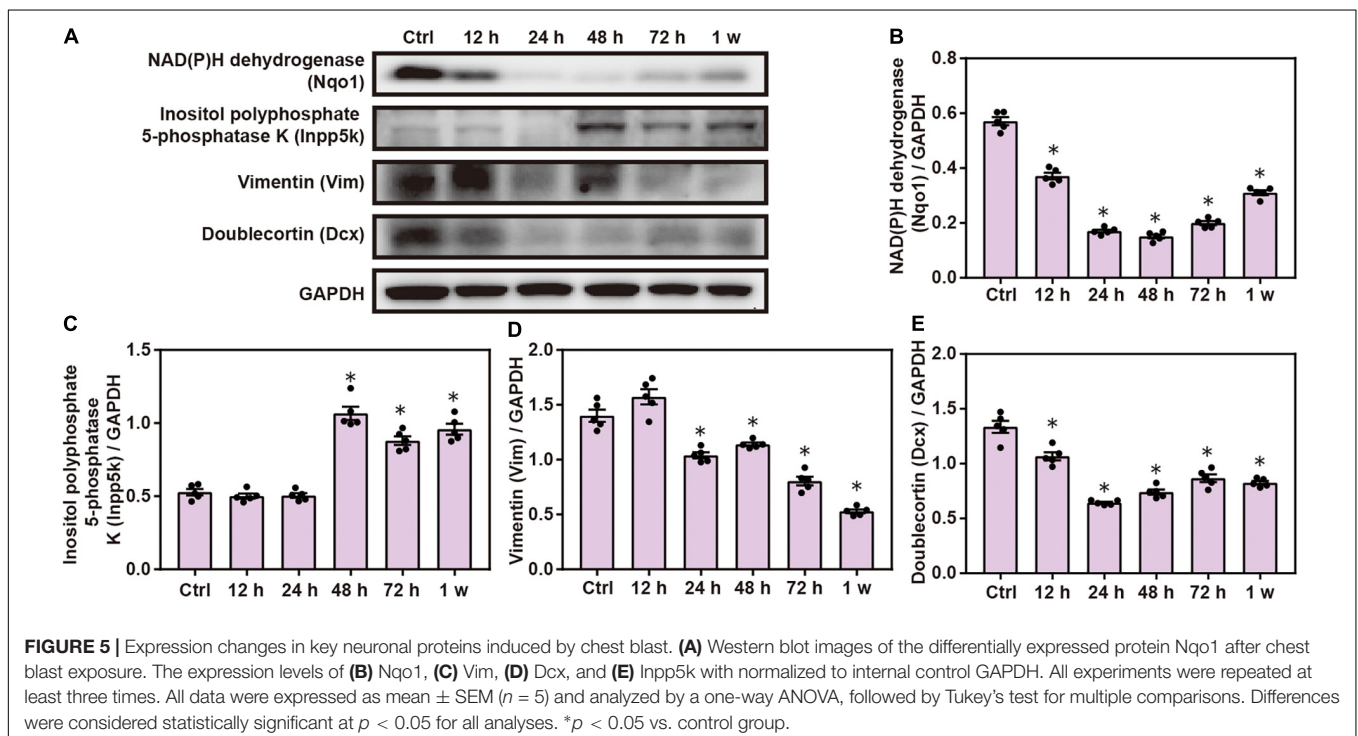 A
Ctrl 12 h 24 h 48 h 72 h 1 w
NAD(P)H dehydrogenase
(Nqo1)
Inositol polyphosphate
5-phosphatase K (Inpp5k)
Vimentin (Vim)
Doublecortin (Dcx)
GAPDH
B
NAD(P)H dehydrogenase
(Nqo1) / GAPDH
0.8
0.6
0.4
0.2
0.0
* * * * *
Ctrl 12 h 24 h 48 h 72 h 1 w
C
Inositol polyphosphate
5-phosphatase
K (Inpp5k) / GAPDH
1.5
1.0
0.5
0.0
* * *
Ctrl 12 h 24 h 48 h 72 h 1 w
D
Vimentin (Vim) / GAPDH
2.0
1.5
1.0
0.5
0.0
* * * *
Ctrl 12 h 24 h 48 h 72 h 1 w
E
Doublecortin (Dcx) / GAPDH
2.0
1.5
1.0
0.5
0.0
* * * * *
Ctrl 12 h 24 h 48 h 72 h 1 w
FIGURE 5 | Expression changes in key neuronal proteins induced by chest blast. (A) Western blot images of the differentially expressed protein Nqo1 after chest
blast exposure. The expression levels of (B) Nqo1, (C) Vim, (D) Dcx, and (E) Inpp5k with normalized to internal control GAPDH. All experiments were repeated at
least three times. All data were expressed as mean ± SEM (n = 5) and analyzed by a one-way ANOVA, followed by Tukey's test for multiple comparisons. Differences
were considered statistically significant at p < 0.05 for all analyses. *p < 0.05 vs. control group.